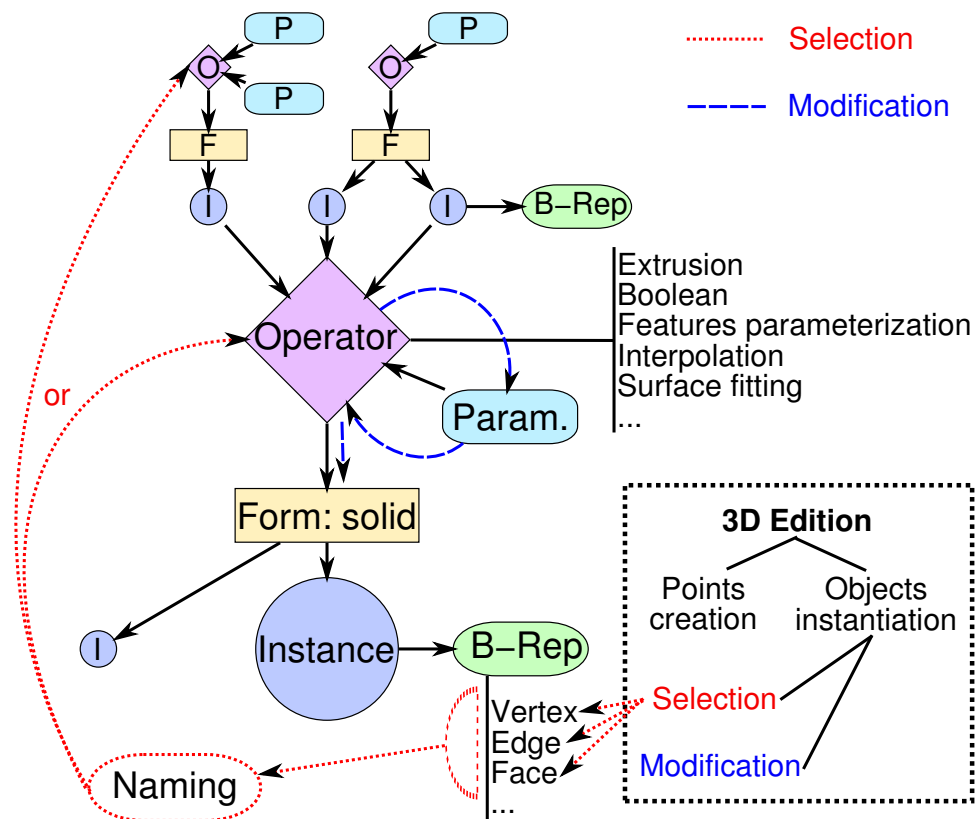 P
O
P
P
O
Selection
Modification
F
F
I
I
I
B–Rep
Extrusion
Boolean
Features parameterization
Interpolation
Surface fitting
...
Operator
or
Param.
Form: solid
3D Edition
Points
creation
Objects
instantiation
I
Instance
B–Rep
Vertex
Edge
Face
...
Selection
Modification
Naming